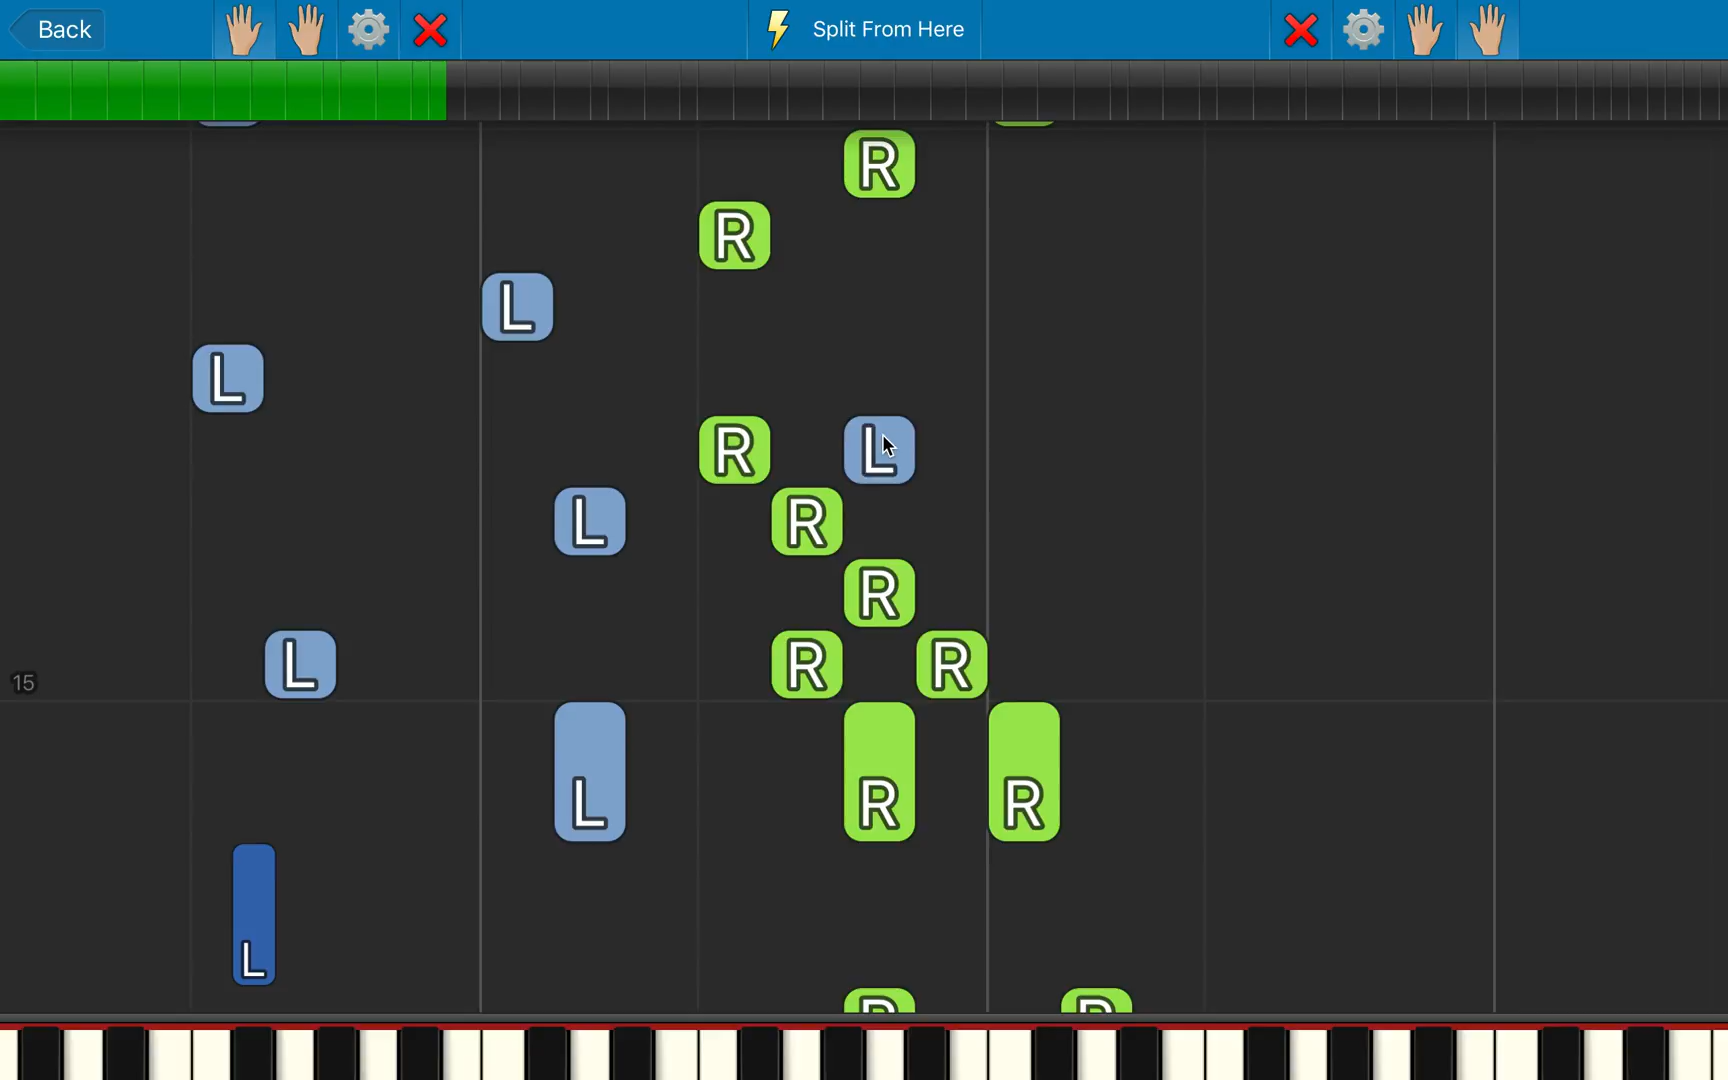 Back
Split From Here
R
R
L
L
R L
L R
R
L R R
15
L R R
L
R R